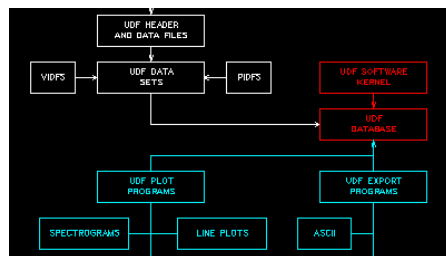 UDF HEADER
AND DATA FILES
VIDFS
UDF DATA
SETS
PIDFS
UDF SOFTWARE
KERNEL
UDF
DATABASE
UDF PLOT
PROGRAMS
UDF EXPORT
PROGRAMS
SPECTROGRAMS
LINE PLOTS
ASCII